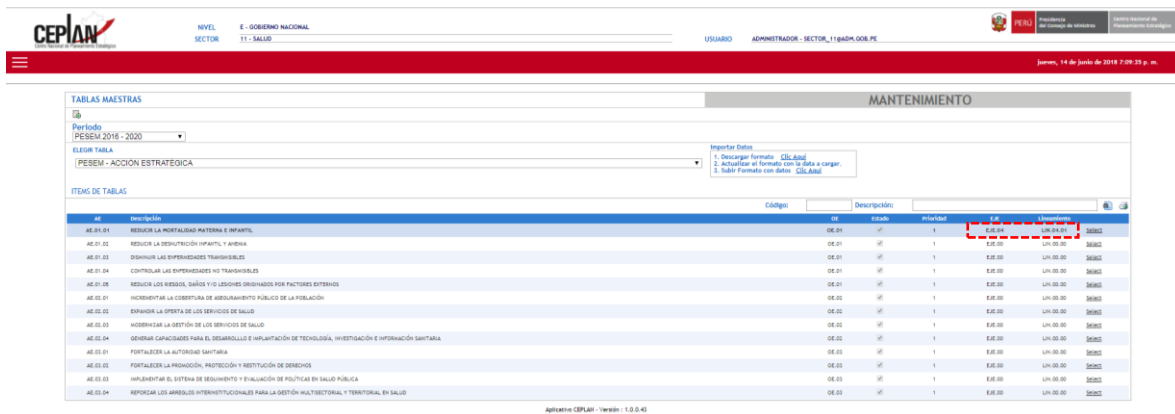 CEPLAN
Centro Nacional de Planeamiento Estratégico
NIVEL E - GOBIERNO NACIONAL
SECTOR 11 - SALUD
USUARIO ADMINISTRADOR - SECTOR_11@ADM.GOB.PE
PERÚ Presidencia del Consejo de Ministros Centro Nacional de Planeamiento Estratégico
jueves, 14 de junio de 2018 7:09:35 p. m.
TABLAS MAESTRAS MANTENIMIENTO
Periodo
PESEM 2016 - 2020
ELEGIR TABLA
PESEM - ACCION ESTRATÉGICA
Importar Datos
1. Descargar formato Clic Aquí
2. Actualizar el formato con la data a cargar.
3. Subir Formato con datos Clic Aquí
ITEMS DE TABLAS
Código: Descripción:
AE Descripción OE Estado Prioridad EJE Lineamiento
AE.01.01 REDUCIR LA MORTALIDAD MATERNA E INFANTIL OE.01 1 EJE.04 LIN.04.01 Select
AE.01.02 REDUCIR LA DESNUTRICIÓN INFANTIL Y ANEMIA OE.01 1 EJE.00 LIN.00.00 Select
AE.01.03 DISMINUIR LAS ENFERMEDADES TRANSMISIBLES OE.01 1 EJE.00 LIN.00.00 Select
AE.01.04 CONTROLAR LAS ENFERMEDADES NO TRANSMISIBLES OE.01 1 EJE.00 LIN.00.00 Select
AE.01.05 REDUCIR LOS RIESGOS, DAÑOS Y/O LESIONES ORIGINADOS POR FACTORES EXTERNOS OE.01 1 EJE.00 LIN.00.00 Select
AE.02.01 INCREMENTAR LA COBERTURA DE ASEGURAMIENTO PÚBLICO DE LA POBLACIÓN OE.02 1 EJE.00 LIN.00.00 Select
AE.02.02 EXPANDIR LA OFERTA DE LOS SERVICIOS DE SALUD OE.02 1 EJE.00 LIN.00.00 Select
AE.02.03 MODERNIZAR LA GESTIÓN DE LOS SERVICIOS DE SALUD OE.02 1 EJE.00 LIN.00.00 Select
AE.02.04 GENERAR CAPACIDADES PARA EL DESARROLLLO E IMPLANTACIÓN DE TECNOLOGÍA, INVESTIGACIÓN E INFORMACIÓN SANITARIA OE.02 1 EJE.00 LIN.00.00 Select
AE.03.01 FORTALECER LA AUTORIDAD SANITARIA OE.03 1 EJE.00 LIN.00.00 Select
AE.03.02 FORTALECER LA PROMOCIÓN, PROTECCIÓN Y RESTITUCIÓN DE DERECHOS OE.03 1 EJE.00 LIN.00.00 Select
AE.03.03 IMPLEMENTAR EL SISTEMA DE SEGUIMIENTO Y EVALUACIÓN DE POLÍTICAS EN SALUD PÚBLICA OE.03 1 EJE.00 LIN.00.00 Select
AE.03.04 REFORZAR LOS ARREGLOS INTERINSTITUCIONALES PARA LA GESTIÓN MULTISECTORIAL Y TERRITORIAL EN SALUD OE.03 1 EJE.00 LIN.00.00 Select
Aplicativo CEPLAN - Versión : 1.0.0.43